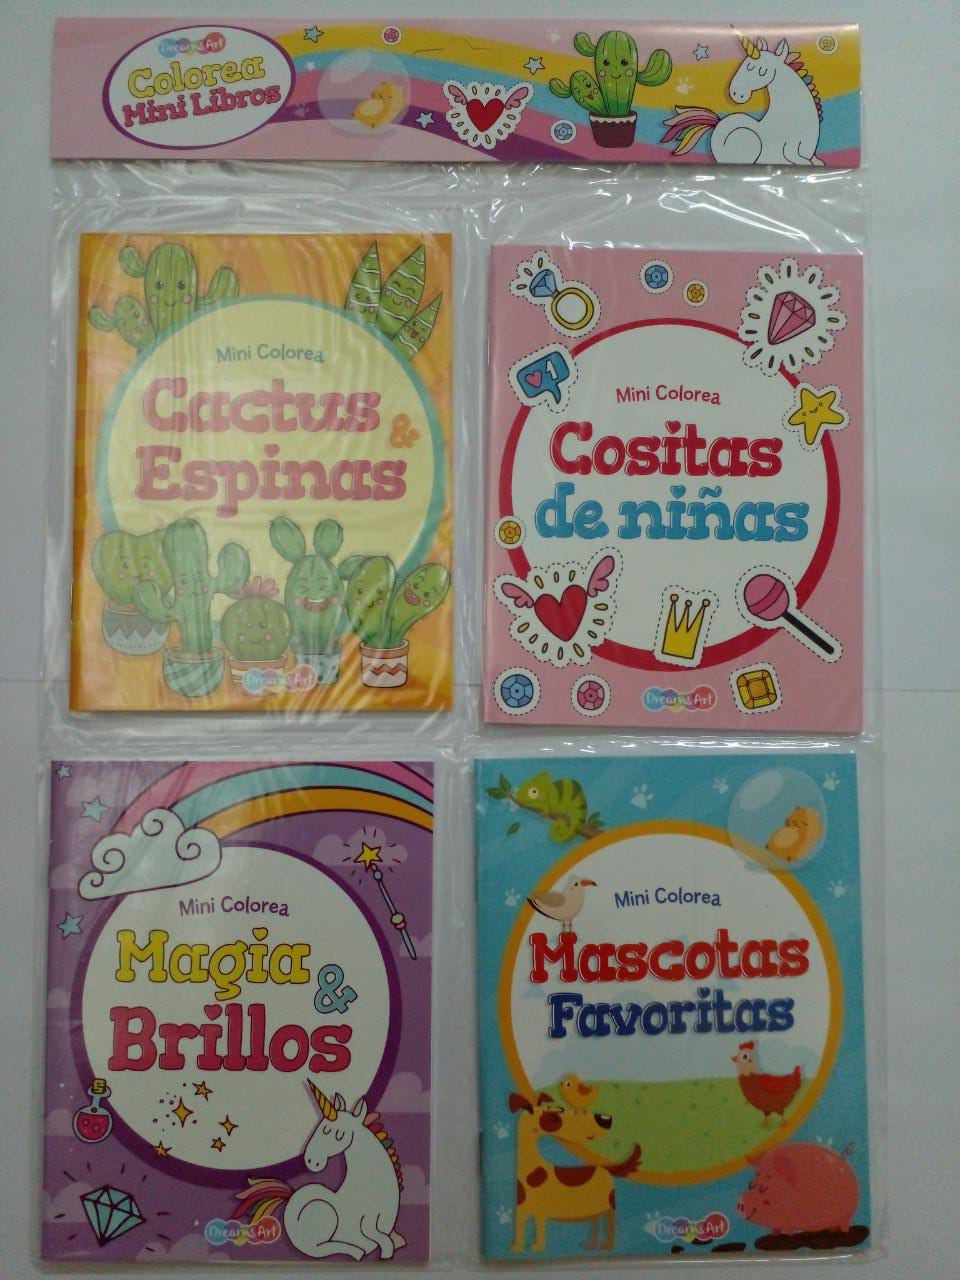 Dreams Art
Colorea
Mini Libros
Mini Colorea
Cactus &
Espinas
Dreams Art
Mini Colorea
Cositas
de niñas
1
Dreams Art
Mini Colorea
Magia &
Brillos
Dreams Art
Mini Colorea
Mascotas
Favoritas
Dreams Art